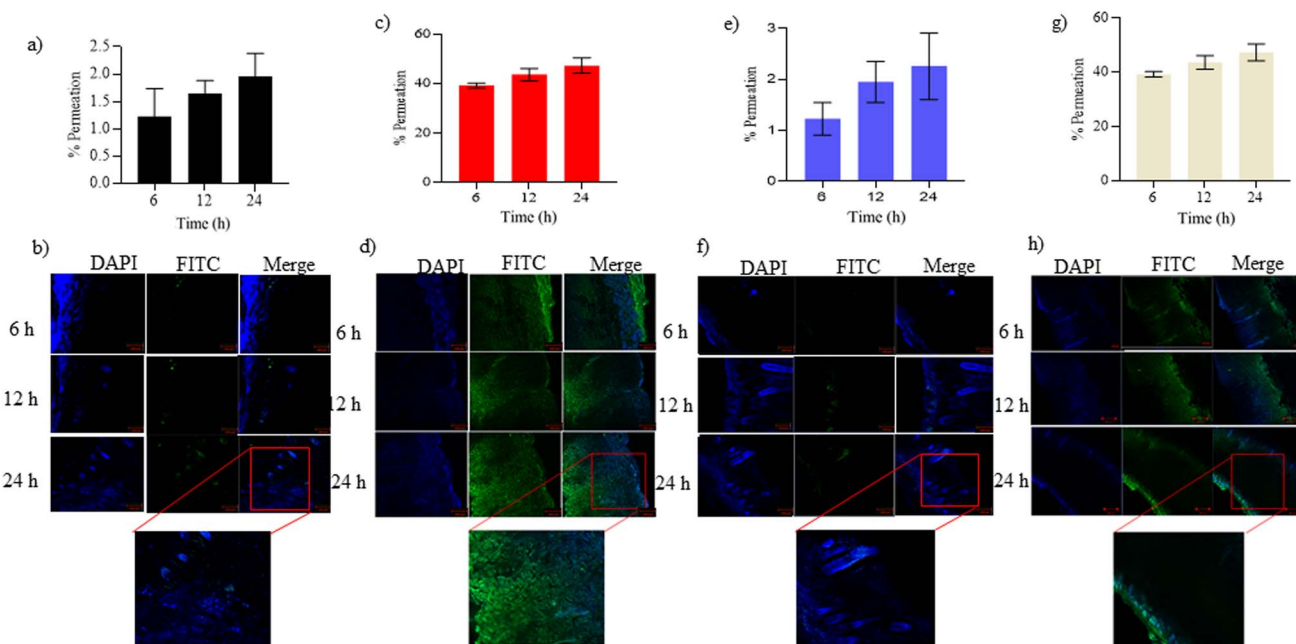 a)
2.5
2.0
1.5
1.0
0.5
0.0
% Permeation
6 12 24
Time (h)
c)
60
40
20
0
% Permeation
6 12 24
Time (h)
e)
3
2
1
0
% Permeation
6 12 24
Time (h)
g)
60
40
20
0
% Permeation
6 12 24
Time (h)
b)
DAPI FITC Merge
6 h
12 h
24 h
d)
DAPI FITC Merge
6 h
12 h
24 h
f)
DAPI FITC Merge
6 h
12 h
24 h
h)
DAPI FITC Merge
6 h
12 h
24 h